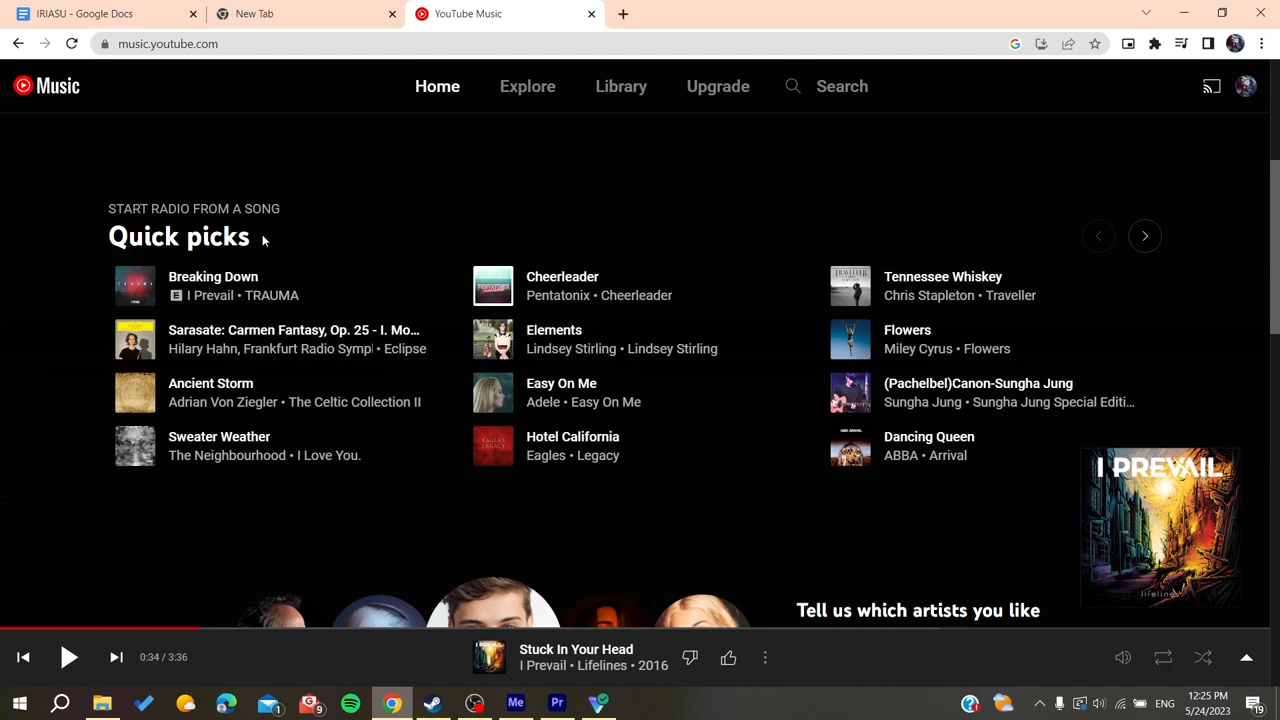 IRIASU - Google Docs
New Tab
YouTube Music
music.youtube.com
Music
Home
Explore
Library
Upgrade
Search
START RADIO FROM A SONG
Quick picks
Breaking Down
E I Prevail • TRAUMA
Cheerleader
Pentatonix • Cheerleader
Tennessee Whiskey
Chris Stapleton • Traveller
Sarasate: Carmen Fantasy, Op. 25 - I. Mo...
Hilary Hahn, Frankfurt Radio Symp • Eclipse
Elements
Lindsey Stirling • Lindsey Stirling
Flowers
Miley Cyrus • Flowers
Ancient Storm
Adrian Von Ziegler • The Celtic Collection II
Easy On Me
Adele • Easy On Me
(Pachelbel)Canon-Sungha Jung
Sungha Jung • Sungha Jung Special Editi...
Sweater Weather
The Neighbourhood • I Love You.
Hotel California
Eagles • Legacy
Dancing Queen
ABBA • Arrival
I PREVAIL
Tell us which artists you like
0:34 / 3:36
Stuck In Your Head
I Prevail • Lifelines • 2016
1
9
Me
Pr
ENG
12:25 PM
5/24/2023
19